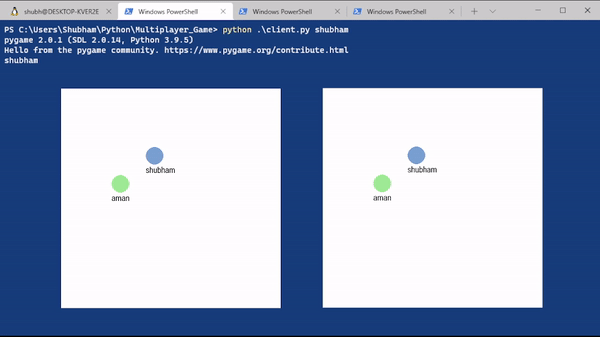 shubh@DESKTOP-KVERZE
Windows PowerShell
Windows PowerShell
Windows PowerShell
PS C:\Users\Shubham\Python\Multiplayer_Game> python .\client.py shubham
pygame 2.0.1 (SDL 2.0.14, Python 3.9.5)
Hello from the pygame community. https://www.pygame.org/contribute.html
shubham
shubham
aman
shubham
aman